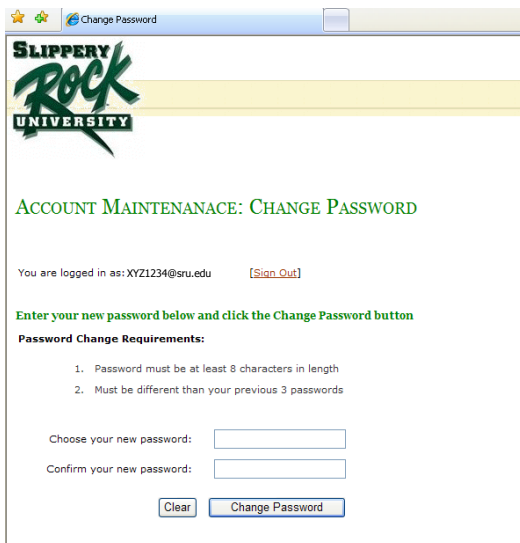 Change Password
SLIPPERY
ROCK
UNIVERSITY
ACCOUNT MAINTENANACE: CHANGE PASSWORD
You are logged in as: XYZ1234@sru.edu [Sign Out]
Enter your new password below and click the Change Password button
Password Change Requirements:
1. Password must be at least 8 characters in length
2. Must be different than your previous 3 passwords
Choose your new password:
Confirm your new password:
Clear Change Password